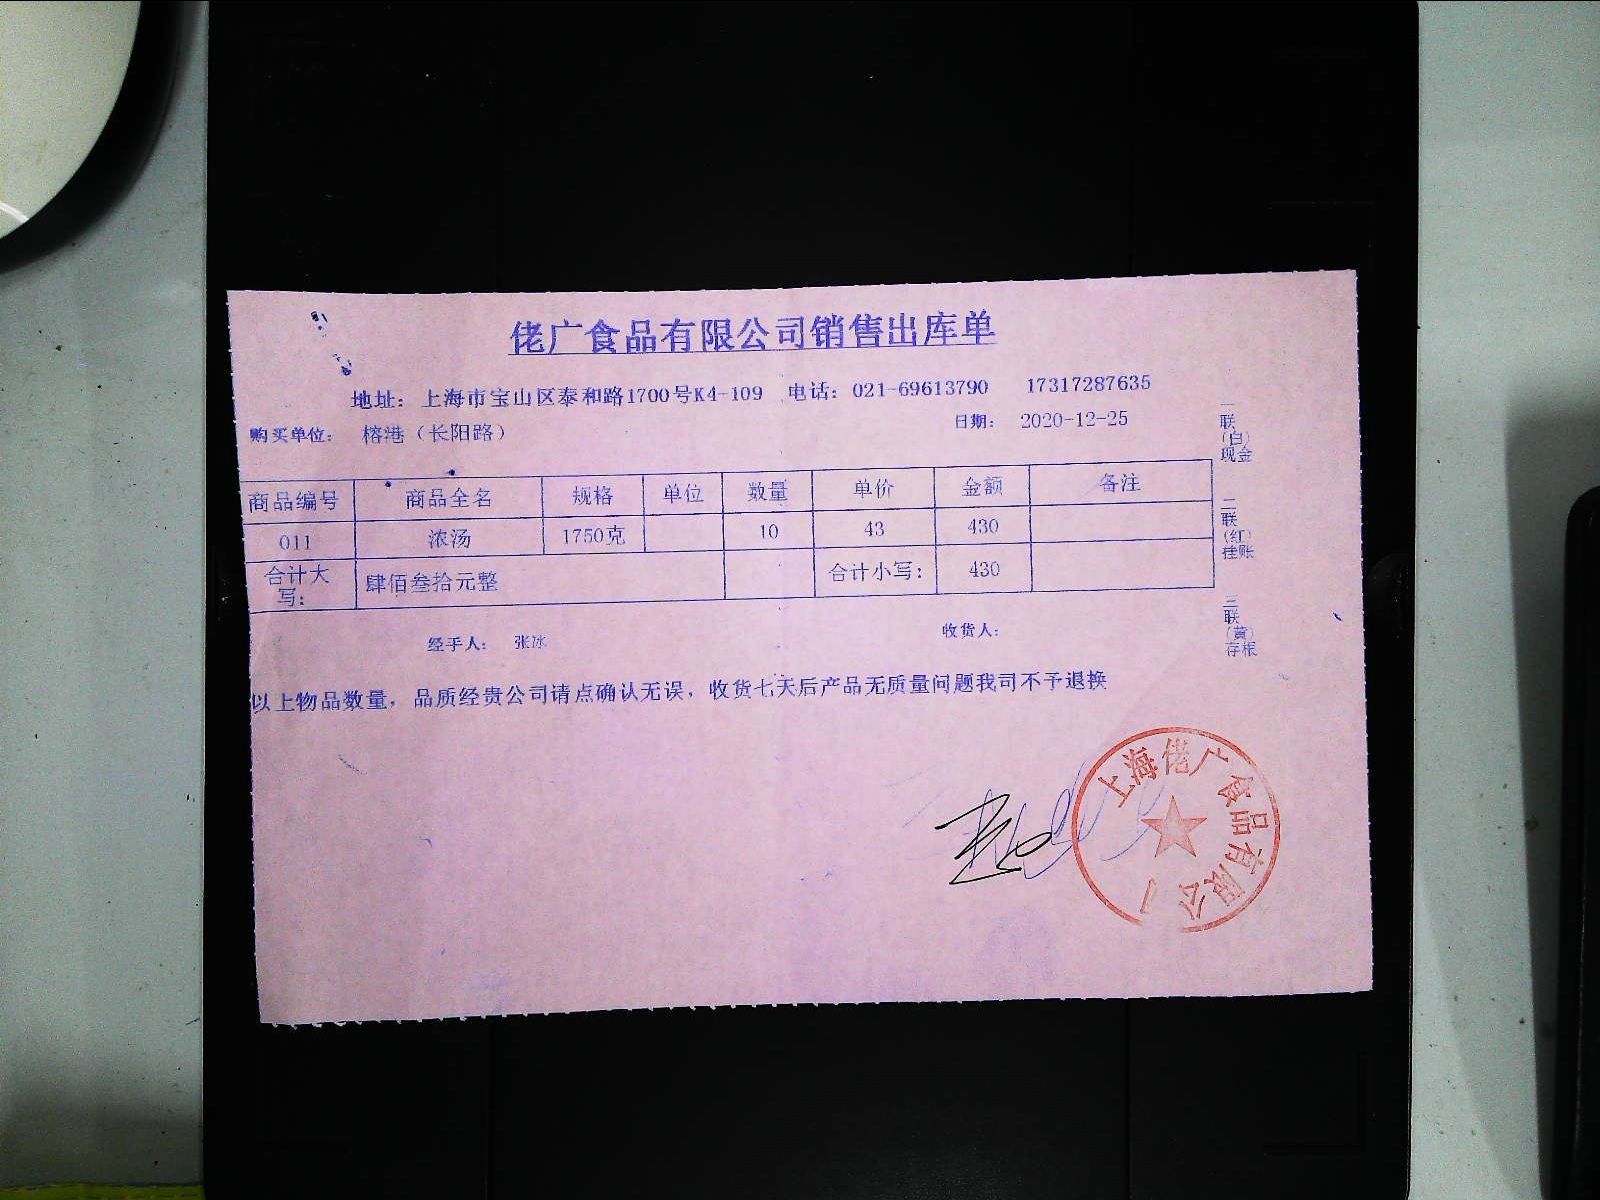 佬广食品有限公司销售出库单
地址：上海市宝山区泰和路1700号K4-109 电话：021-69613790 17317287635
购买单位： 榕港（长阳路） 日期： 2020-12-25
商品编号 商品全名 规格 单位 数量 单价 金额 备注
011 浓汤 1750克 10 43 430
合计大写： 肆佰叁拾元整 合计小写： 430
经手人： 张冰 收货人：
以上物品数量，品质经贵公司请点确认无误，收货七天后产品无质量问题我司不予退换
一联（白）现金
二联（红）挂账
三联（黄）存根
上海佬广食品有限公